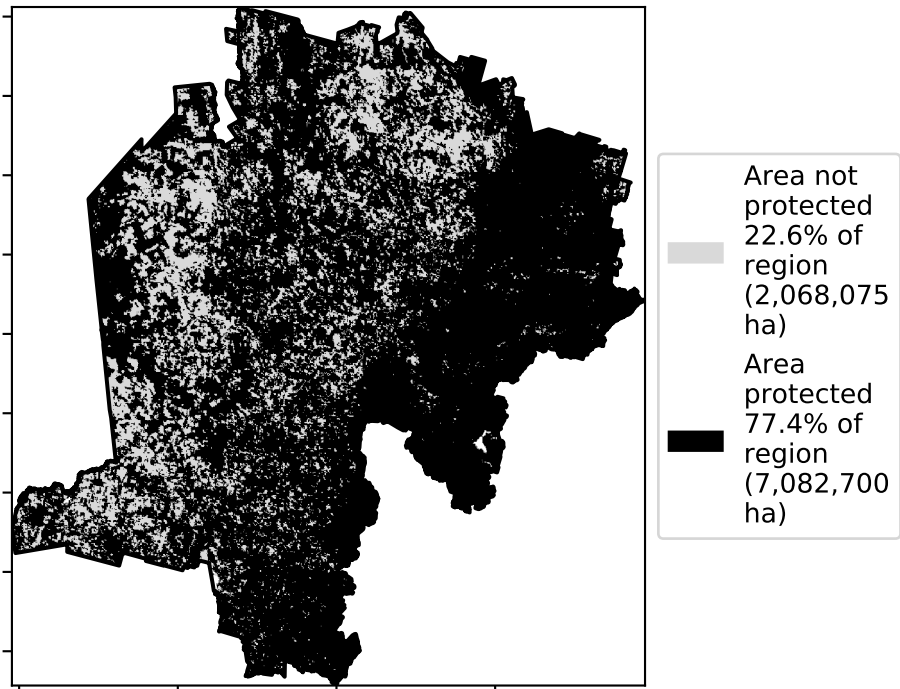 Area not
protected
22.6% of
region
(2,068,075
ha)
Area
protected
77.4% of
region
(7,082,700
ha)